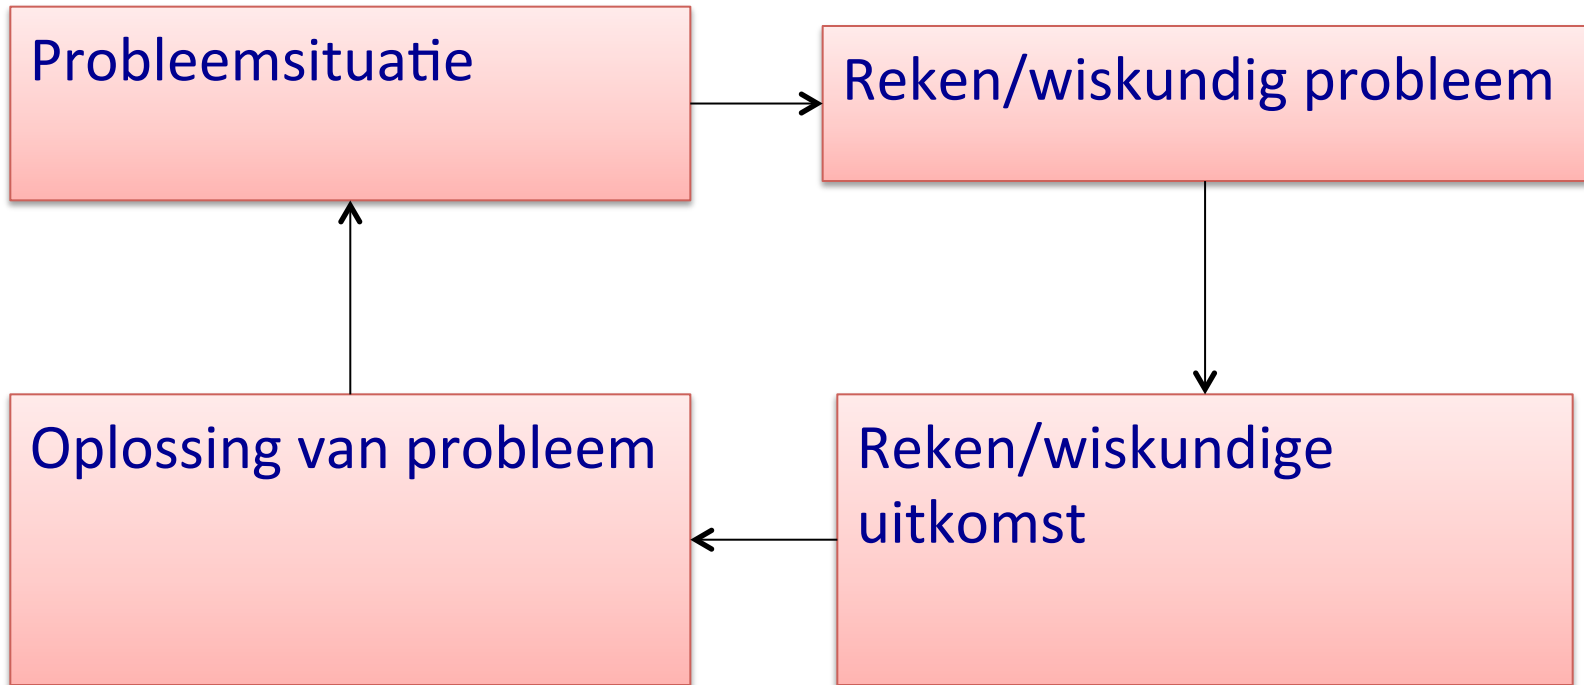 Probleemsituatie
Reken/wiskundig probleem
Oplossing van probleem
Reken/wiskundige
uitkomst